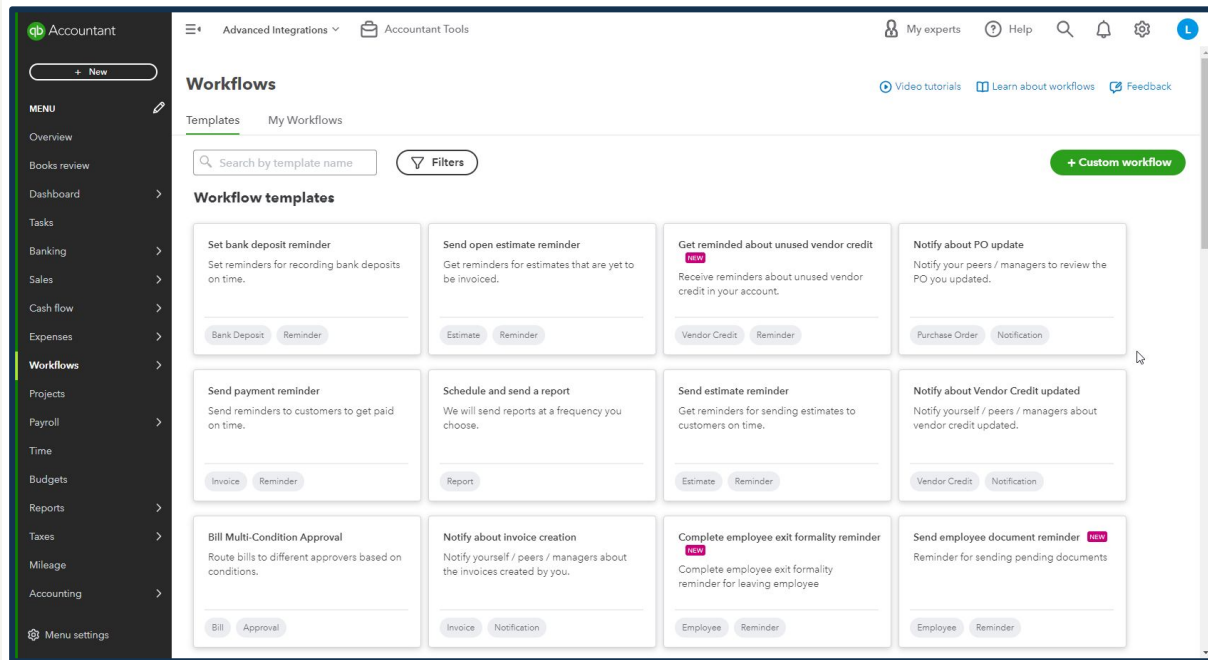 qb Accountant
+ New
MENU
Overview
Books review
Dashboard
Tasks
Banking
Sales
Cash flow
Expenses
Workflows
Projects
Payroll
Time
Budgets
Reports
Taxes
Mileage
Accounting
Menu settings
Advanced Integrations
Accountant Tools
My experts
Help
L
Workflows
Video tutorials
Learn about workflows
Feedback
Templates
My Workflows
Search by template name
Filters
+ Custom workflow
Workflow templates
Set bank deposit reminder
Set reminders for recording bank deposits
on time.
Bank Deposit
Reminder
Send open estimate reminder
Get reminders for estimates that are yet to
be invoiced.
Estimate
Reminder
Get reminded about unused vendor credit
NEW
Receive reminders about unused vendor
credit in your account.
Vendor Credit
Reminder
Notify about PO update
Notify your peers / managers to review the
PO you updated.
Purchase Order
Notification
Send payment reminder
Send reminders to customers to get paid
on time.
Invoice
Reminder
Schedule and send a report
We will send reports at a frequency you
choose.
Report
Send estimate reminder
Get reminders for sending estimates to
customers on time.
Estimate
Reminder
Notify about Vendor Credit updated
Notify yourself / peers / managers about
vendor credit updated.
Vendor Credit
Notification
Bill Multi-Condition Approval
Route bills to different approvers based on
conditions.
Bill
Approval
Notify about invoice creation
Notify yourself / peers / managers about
the invoices created by you.
Invoice
Notification
Complete employee exit formality reminder
NEW
Complete employee exit formality
reminder for leaving employee
Employee
Reminder
Send employee document reminder NEW
Reminder for sending pending documents
Employee
Reminder